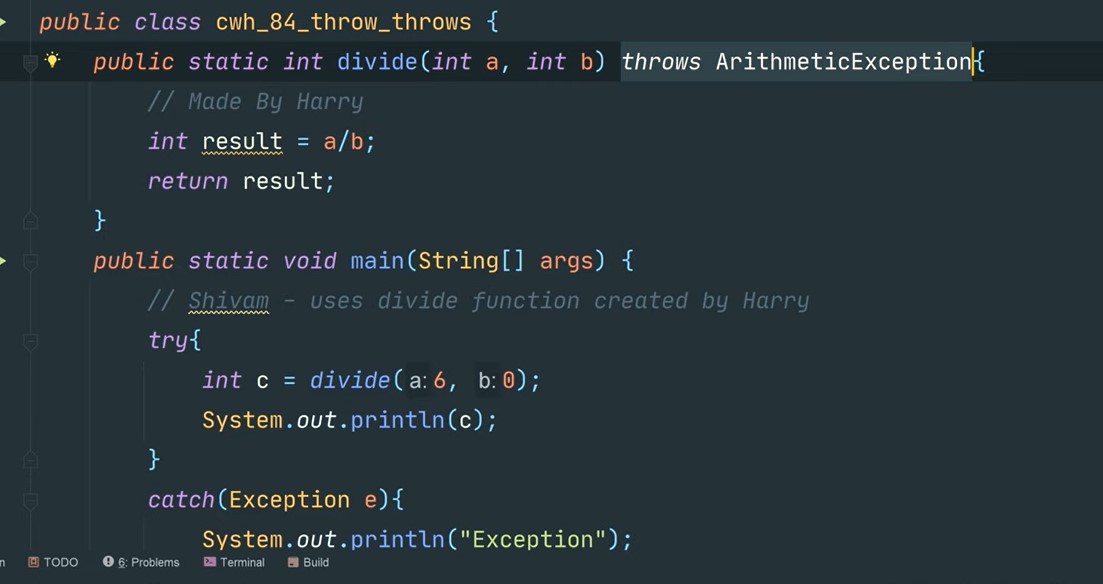 public class cwh_84_throw_throws {
public static int divide(int a, int b) throws ArithmeticException{
// Made By Harry
int result = a/b;
return result;
}
public static void main(String[] args) {
// Shivam - uses divide function created by Harry
try{
int c = divide( a: 6, b: 0);
System.out.println(c);
}
catch(Exception e){
System.out.println("Exception");
n TODO 6: Problems Terminal Build